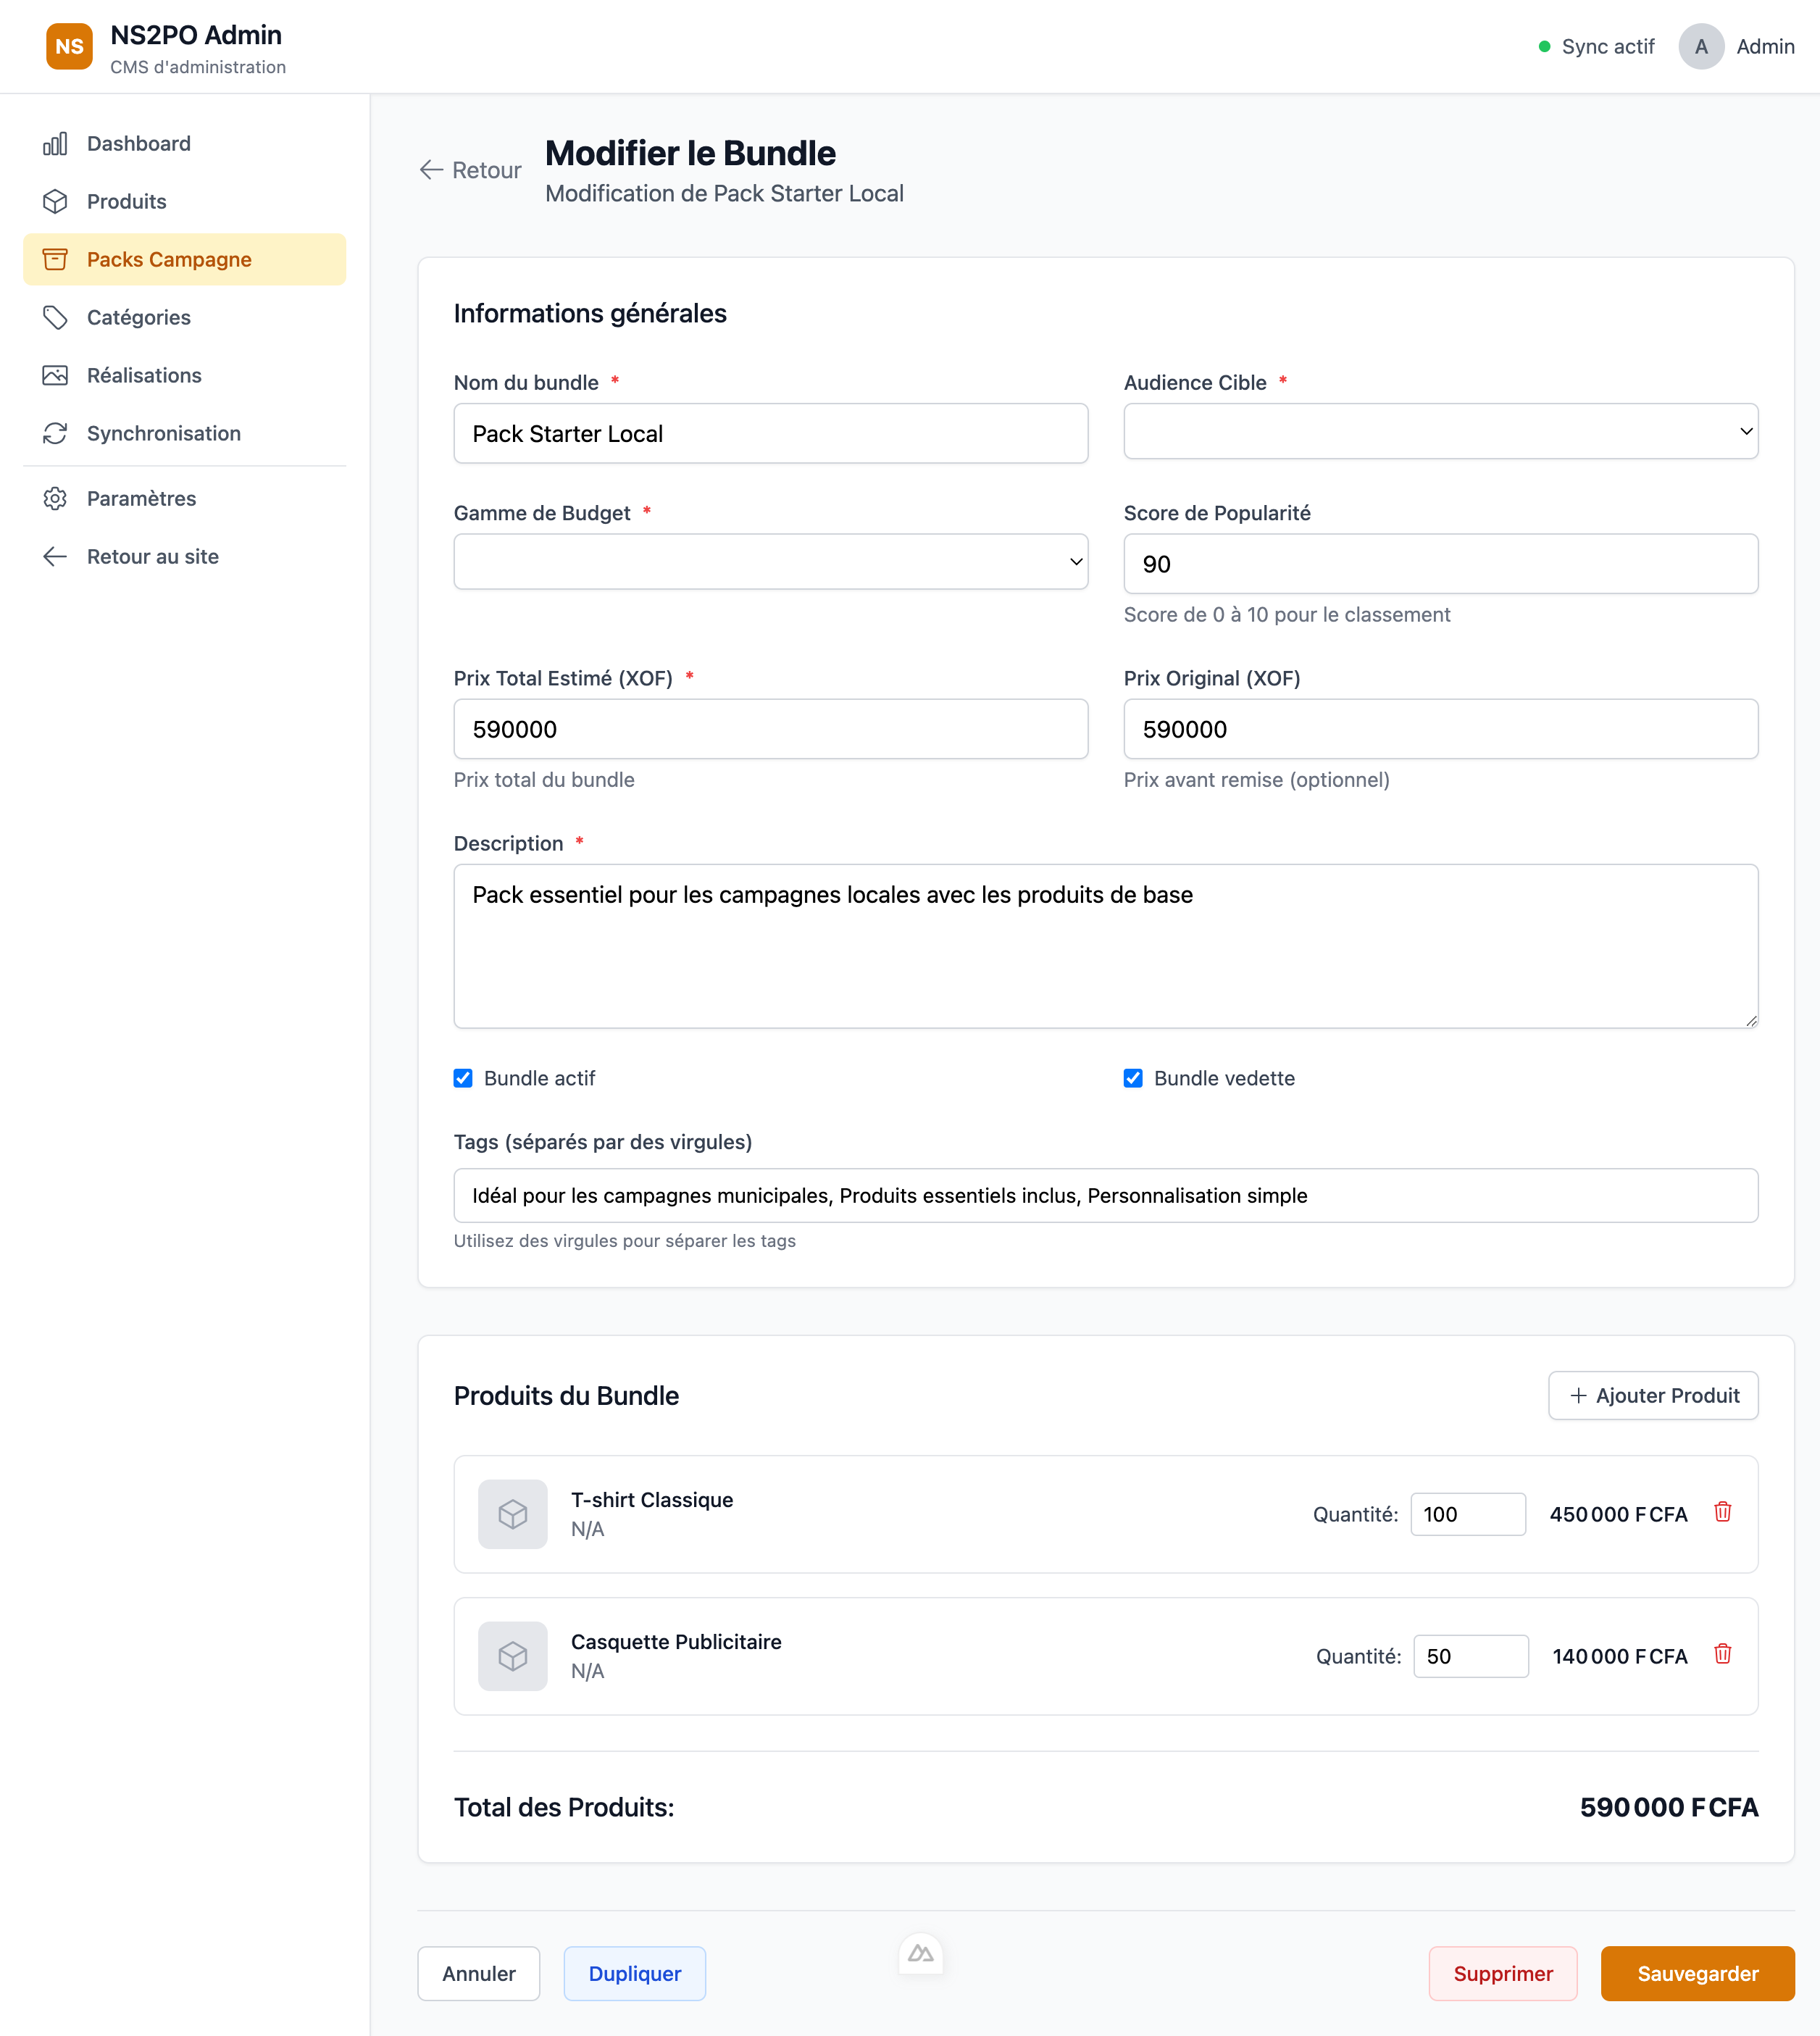 NS
NS2PO Admin
CMS d'administration
Sync actif
A
Admin
Dashboard
Produits
Packs Campagne
Catégories
Réalisations
Synchronisation
Paramètres
Retour au site
Retour
Modifier le Bundle
Modification de Pack Starter Local
Informations générales
Nom du bundle *
Pack Starter Local
Audience Cible *
Gamme de Budget *
Score de Popularité
90
Score de 0 à 10 pour le classement
Prix Total Estimé (XOF) *
590000
Prix total du bundle
Prix Original (XOF)
590000
Prix avant remise (optionnel)
Description *
Pack essentiel pour les campagnes locales avec les produits de base
Bundle actif
Bundle vedette
Tags (séparés par des virgules)
Idéal pour les campagnes municipales, Produits essentiels inclus, Personnalisation simple
Utilisez des virgules pour séparer les tags
Produits du Bundle
Ajouter Produit
T-shirt Classique
N/A
Quantité: 100 450 000 F CFA
Casquette Publicitaire
N/A
Quantité: 50 140 000 F CFA
Total des Produits: 590 000 F CFA
Annuler
Dupliquer
Supprimer
Sauvegarder